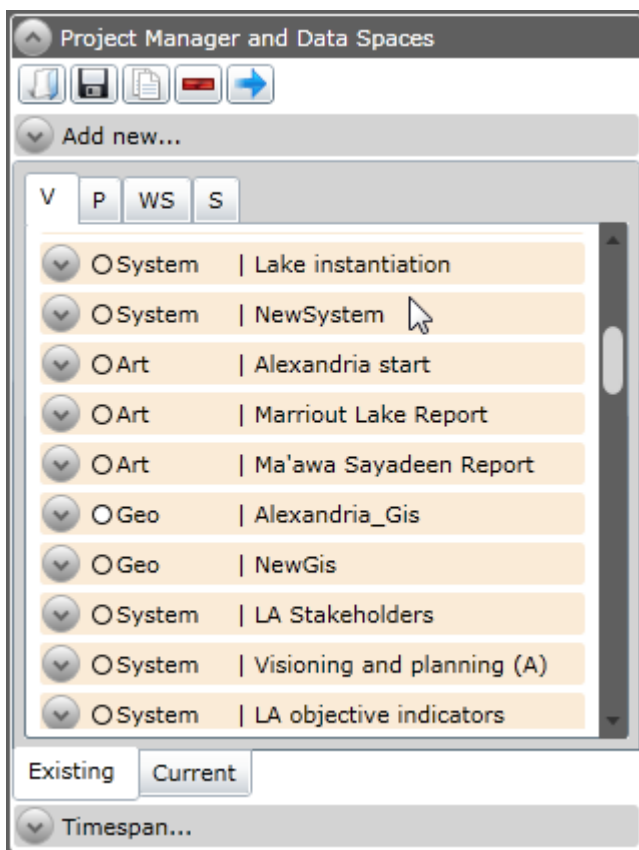 Project Manager and Data Spaces
Add new...
V P WS S
System | Lake instantiation
System | NewSystem
Art | Alexandria start
Art | Marriout Lake Report
Art | Ma'awa Sayadeen Report
Geo | Alexandria_Gis
Geo | NewGis
System | LA Stakeholders
System | Visioning and planning (A)
System | LA objective indicators
Existing Current
Timespan...